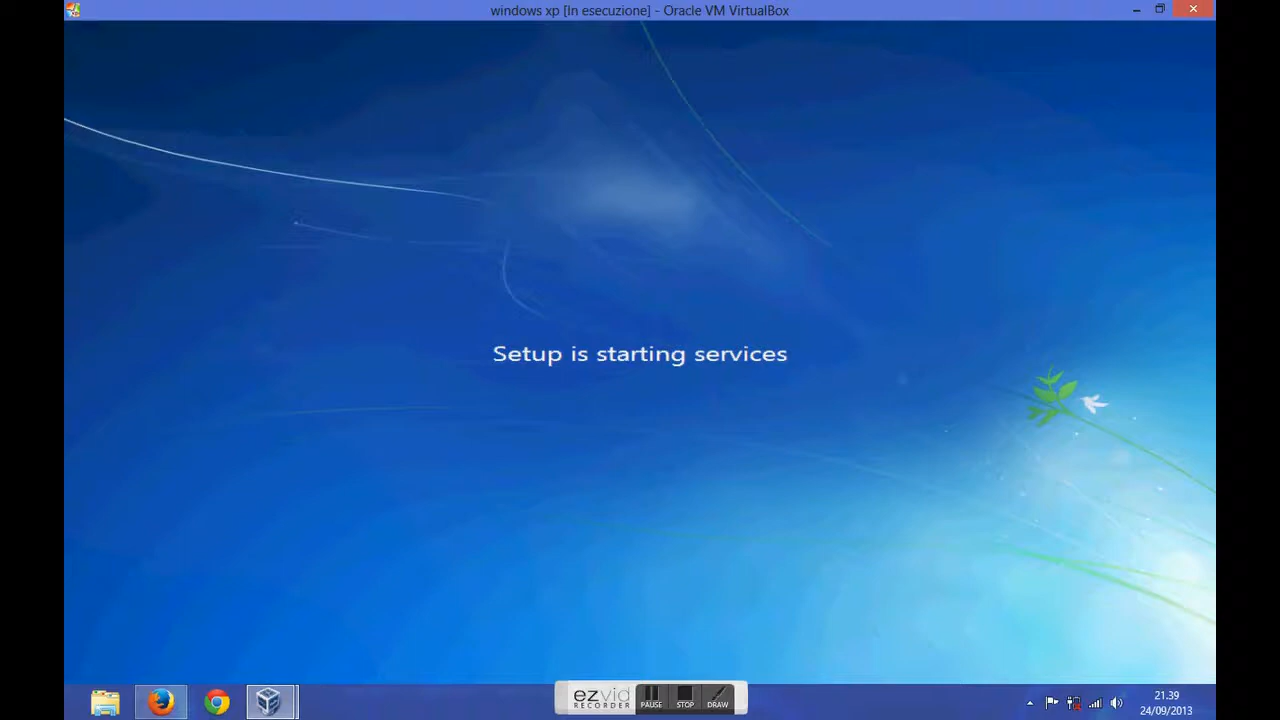 windows xp [In esecuzione] - Oracle VM VirtualBox
Setup is starting services
ezvid
RECORDER
PAUSE
STOP
DRAW
21.39
24/09/2013